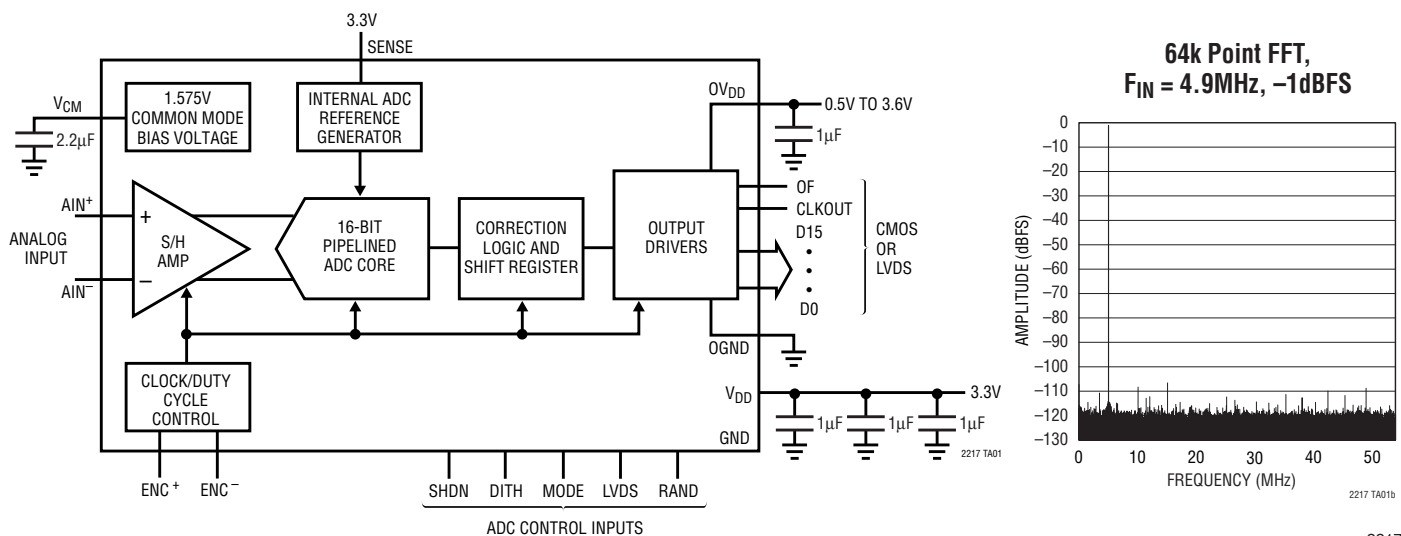 3.3V
SENSE
V_CM
2.2µF
1.575V
COMMON MODE
BIAS VOLTAGE
INTERNAL ADC
REFERENCE
GENERATOR
OV_DD
0.5V TO 3.6V
1µF
AIN+
ANALOG
INPUT
AIN−
+
−
S/H
AMP
16-BIT
PIPELINED
ADC CORE
CORRECTION
LOGIC AND
SHIFT REGISTER
OUTPUT
DRIVERS
OF
CLKOUT
D15
•
•
•
D0
CMOS
OR
LVDS
OGND
CLOCK/DUTY
CYCLE
CONTROL
V_DD
3.3V
1µF 1µF 1µF
GND
2217 TA01
ENC+ ENC−
SHDN DITH MODE LVDS RAND
ADC CONTROL INPUTS
64k Point FFT,
F_IN = 4.9MHz, –1dBFS
AMPLITUDE (dBFS)
0
–10
–20
–30
–40
–50
–60
–70
–80
–90
–100
–110
–120
–130
0 10 20 30 40 50
FREQUENCY (MHz)
2217 TA01b